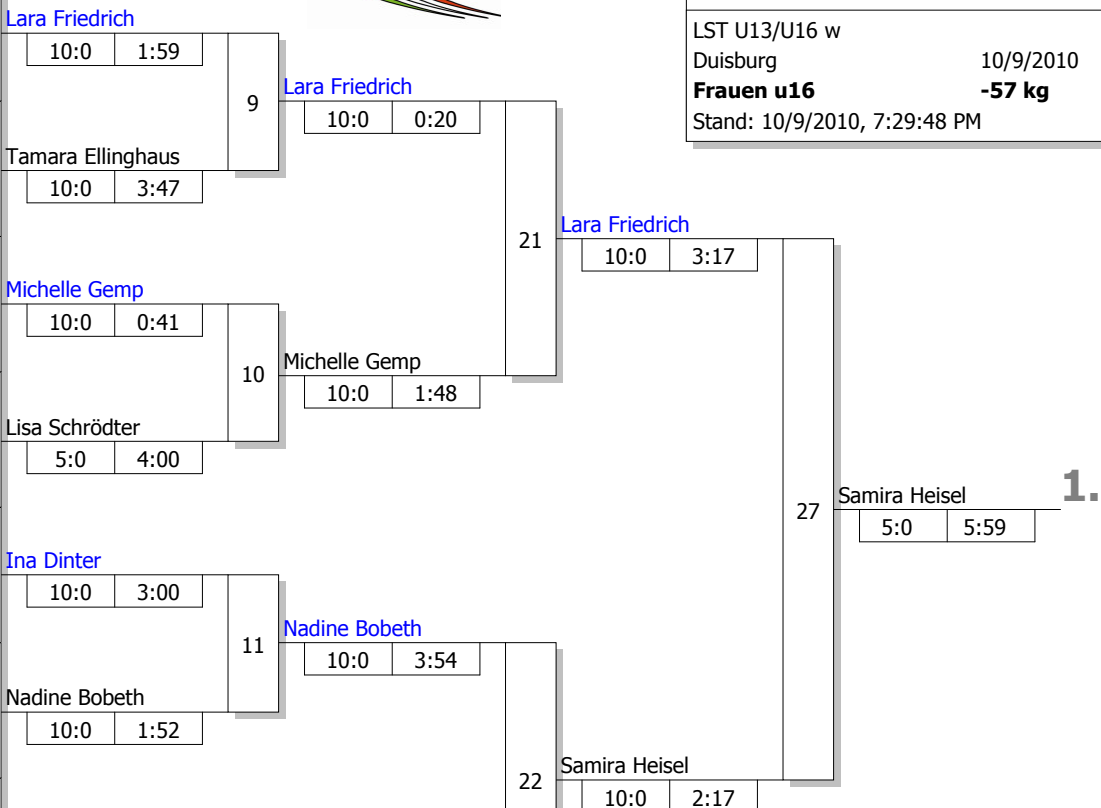 Lara Friedrich
10:0 1:59
LST U13/U16 w
Duisburg 10/9/2010
Frauen u16 -57 kg
Stand: 10/9/2010, 7:29:48 PM
9
Lara Friedrich
10:0 0:20
Tamara Ellinghaus
10:0 3:47
21
Lara Friedrich
10:0 3:17
Michelle Gemp
10:0 0:41
10
Michelle Gemp
10:0 1:48
Lisa Schrödter
5:0 4:00
27
Samira Heisel 1.
5:0 5:59
Ina Dinter
10:0 3:00
11
Nadine Bobeth
10:0 3:54
Nadine Bobeth
10:0 1:52
22
Samira Heisel
10:0 2:17